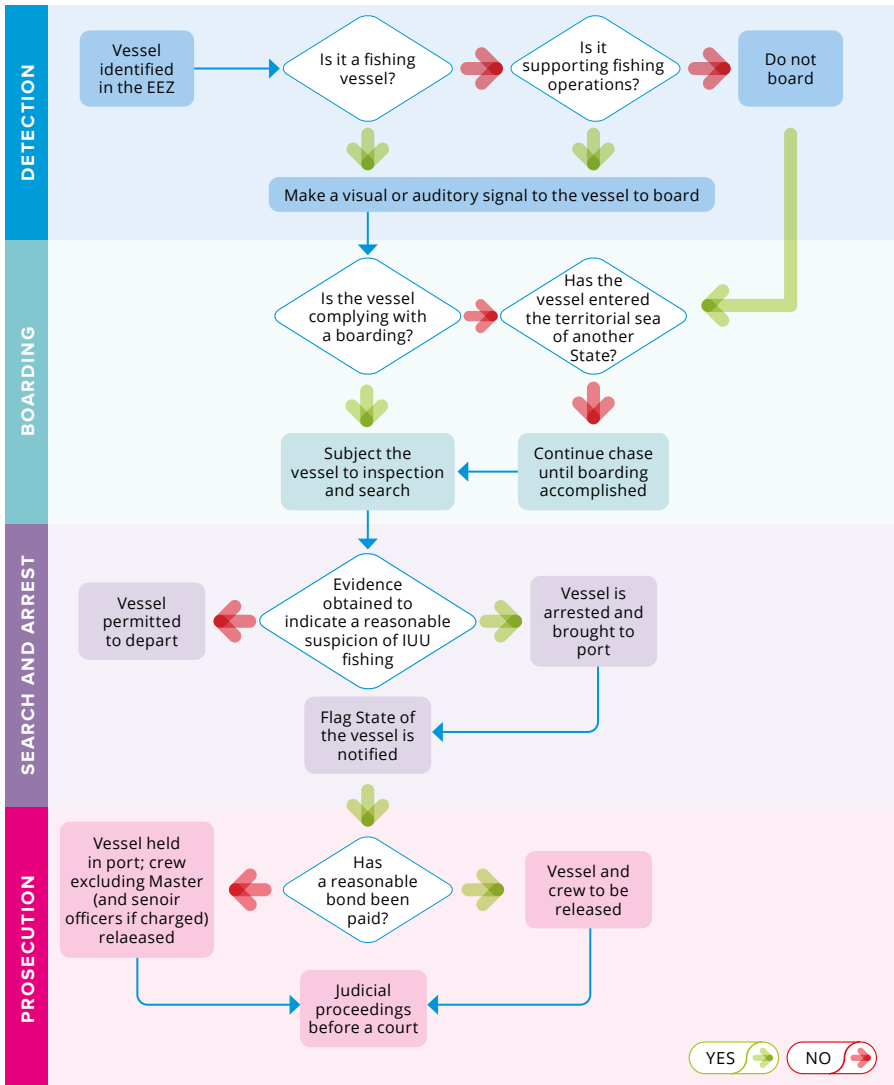 DETECTION
Vessel
identified
in the EEZ
Is it a fishing
vessel?
Is it
supporting fishing
operations?
Do not
board
Make a visual or auditory signal to the vessel to board
BOARDING
Is the vessel
complying with
a boarding?
Has the
vessel entered
the territorial sea
of another
State?
Subject the
vessel to inspection
and search
Continue chase
until boarding
accomplished
SEARCH AND ARREST
Vessel
permitted
to depart
Evidence
obtained to
indicate a reasonable
suspicion of IUU
fishing
Vessel is
arrested and
brought to
port
Flag State of
the vessel is
notified
PROSECUTION
Vessel held
in port; crew
excluding Master
(and senoir
officers if charged)
relaeased
Has
a reasonable
bond been
paid?
Vessel and
crew to be
released
Judicial
proceedings
before a court
YES
NO